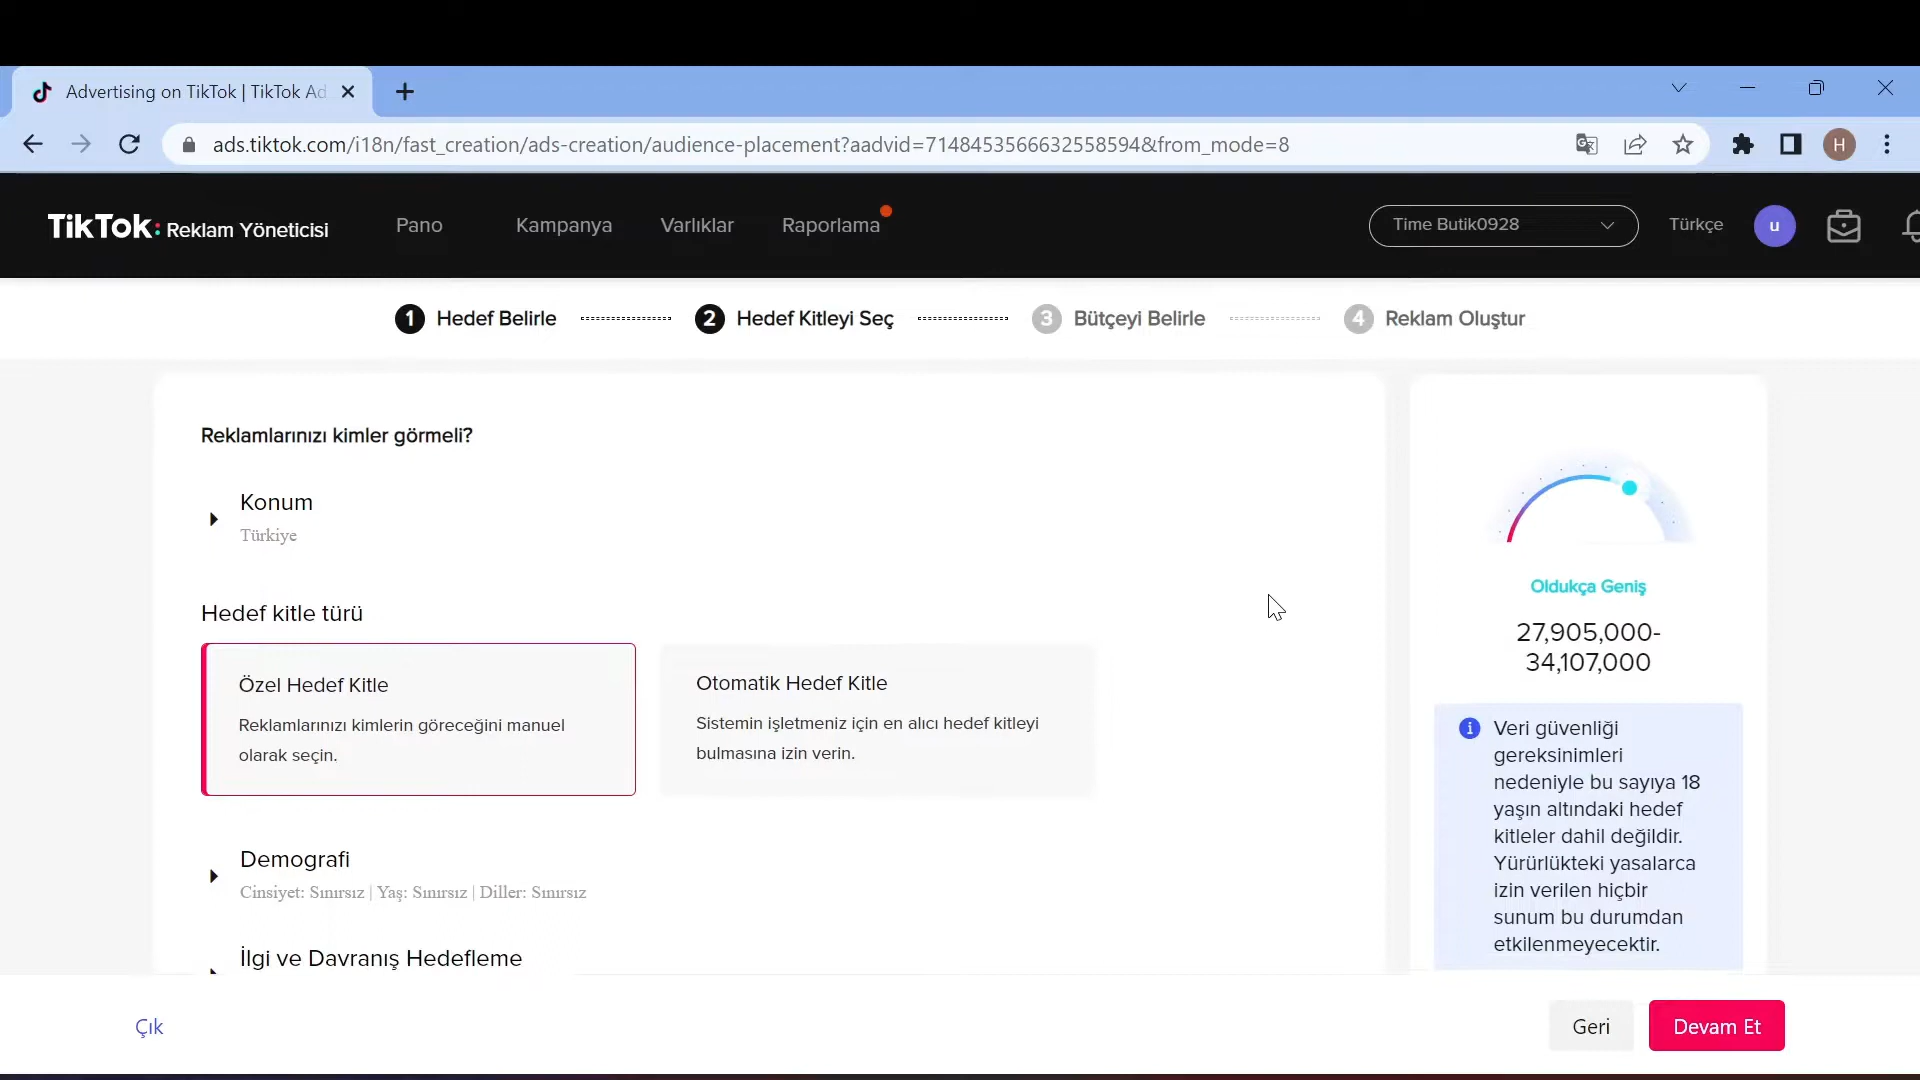 Advertising on TikTok | TikTok Ad
ads.tiktok.com/i18n/fast_creation/ads-creation/audience-placement?aadvid=7148453566632558594&from_mode=8
H
TikTok: Reklam Yöneticisi
Pano
Kampanya
Varlıklar
Raporlama
Time Butik0928
Türkçe
u
1 Hedef Belirle
2 Hedef Kitleyi Seç
3 Bütçeyi Belirle
4 Reklam Oluştur
Reklamlarınızı kimler görmeli?
Konum
Türkiye
Hedef kitle türü
Özel Hedef Kitle
Reklamlarınızı kimlerin göreceğini manuel
olarak seçin.
Otomatik Hedef Kitle
Sistemin işletmeniz için en alıcı hedef kitleyi
bulmasına izin verin.
Demografi
Cinsiyet: Sınırsız | Yaş: Sınırsız | Diller: Sınırsız
İlgi ve Davranış Hedefleme
Oldukça Geniş
27,905,000-
34,107,000
Veri güvenliği
gereksinimleri
nedeniyle bu sayıya 18
yaşın altındaki hedef
kitleler dahil değildir.
Yürürlükteki yasalarca
izin verilen hiçbir
sunum bu durumdan
etkilenmeyecektir.
Çık
Geri
Devam Et